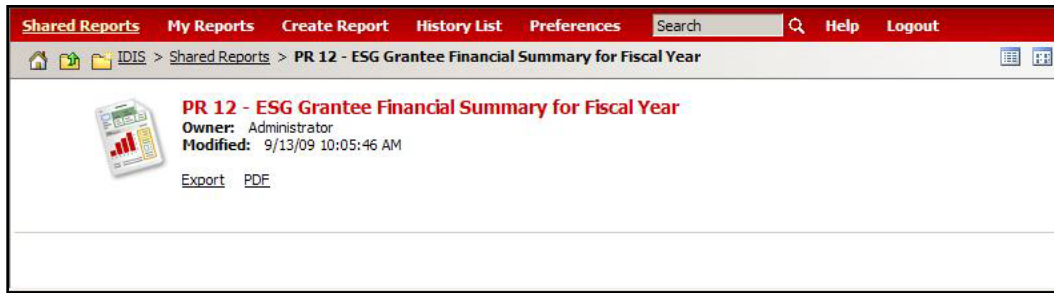 Shared Reports My Reports Create Report History List Preferences Search Help Logout
IDIS > Shared Reports > PR 12 - ESG Grantee Financial Summary for Fiscal Year
PR 12 - ESG Grantee Financial Summary for Fiscal Year
Owner: Administrator
Modified: 9/13/09 10:05:46 AM
Export PDF